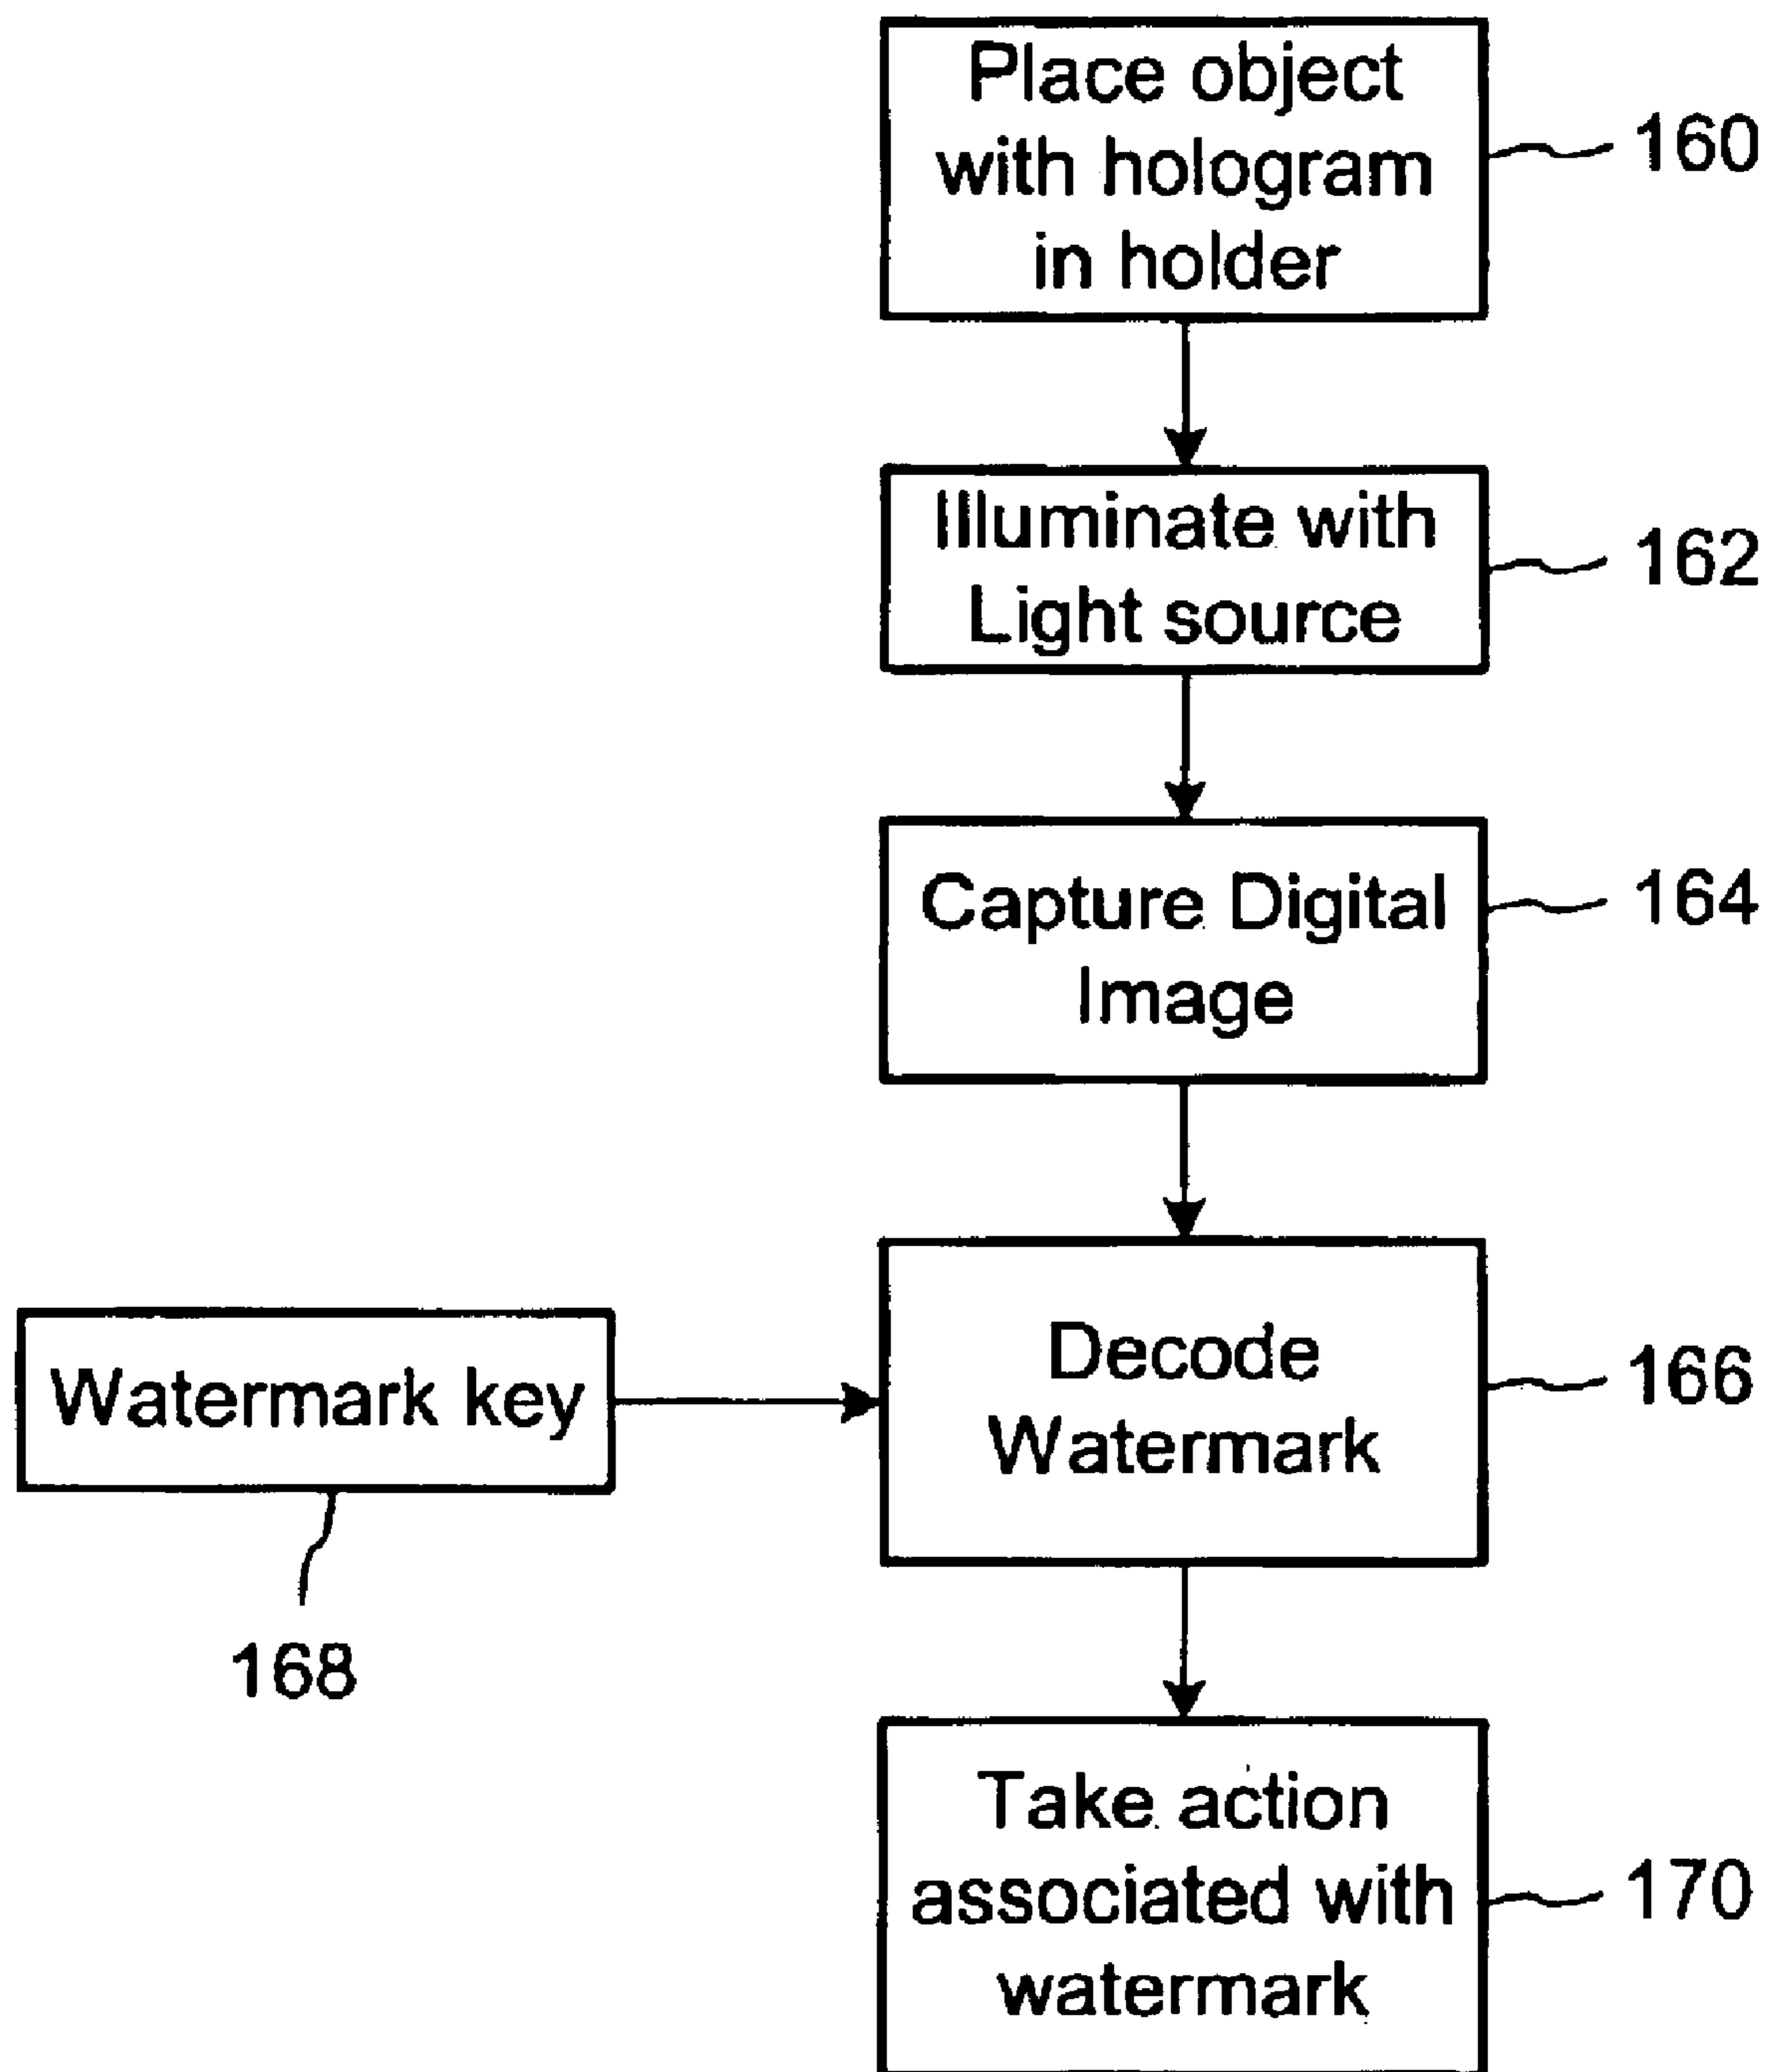 Place object
with hologram
in holder
160
Illuminate with
Light source
162
Capture Digital
Image
164
Decode
Watermark
166
Watermark key
168
Take action
associated with
watermark
170